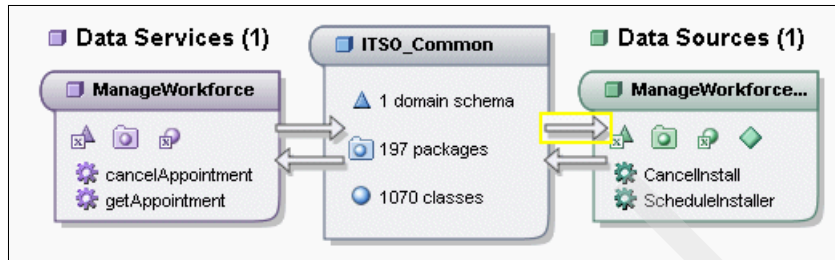 Data Services (1)
ManageWorkforce
cancelAppointment
getAppointment
ITSO_Common
1 domain schema
197 packages
1070 classes
Data Sources (1)
ManageWorkforce...
CancelInstall
ScheduleInstaller